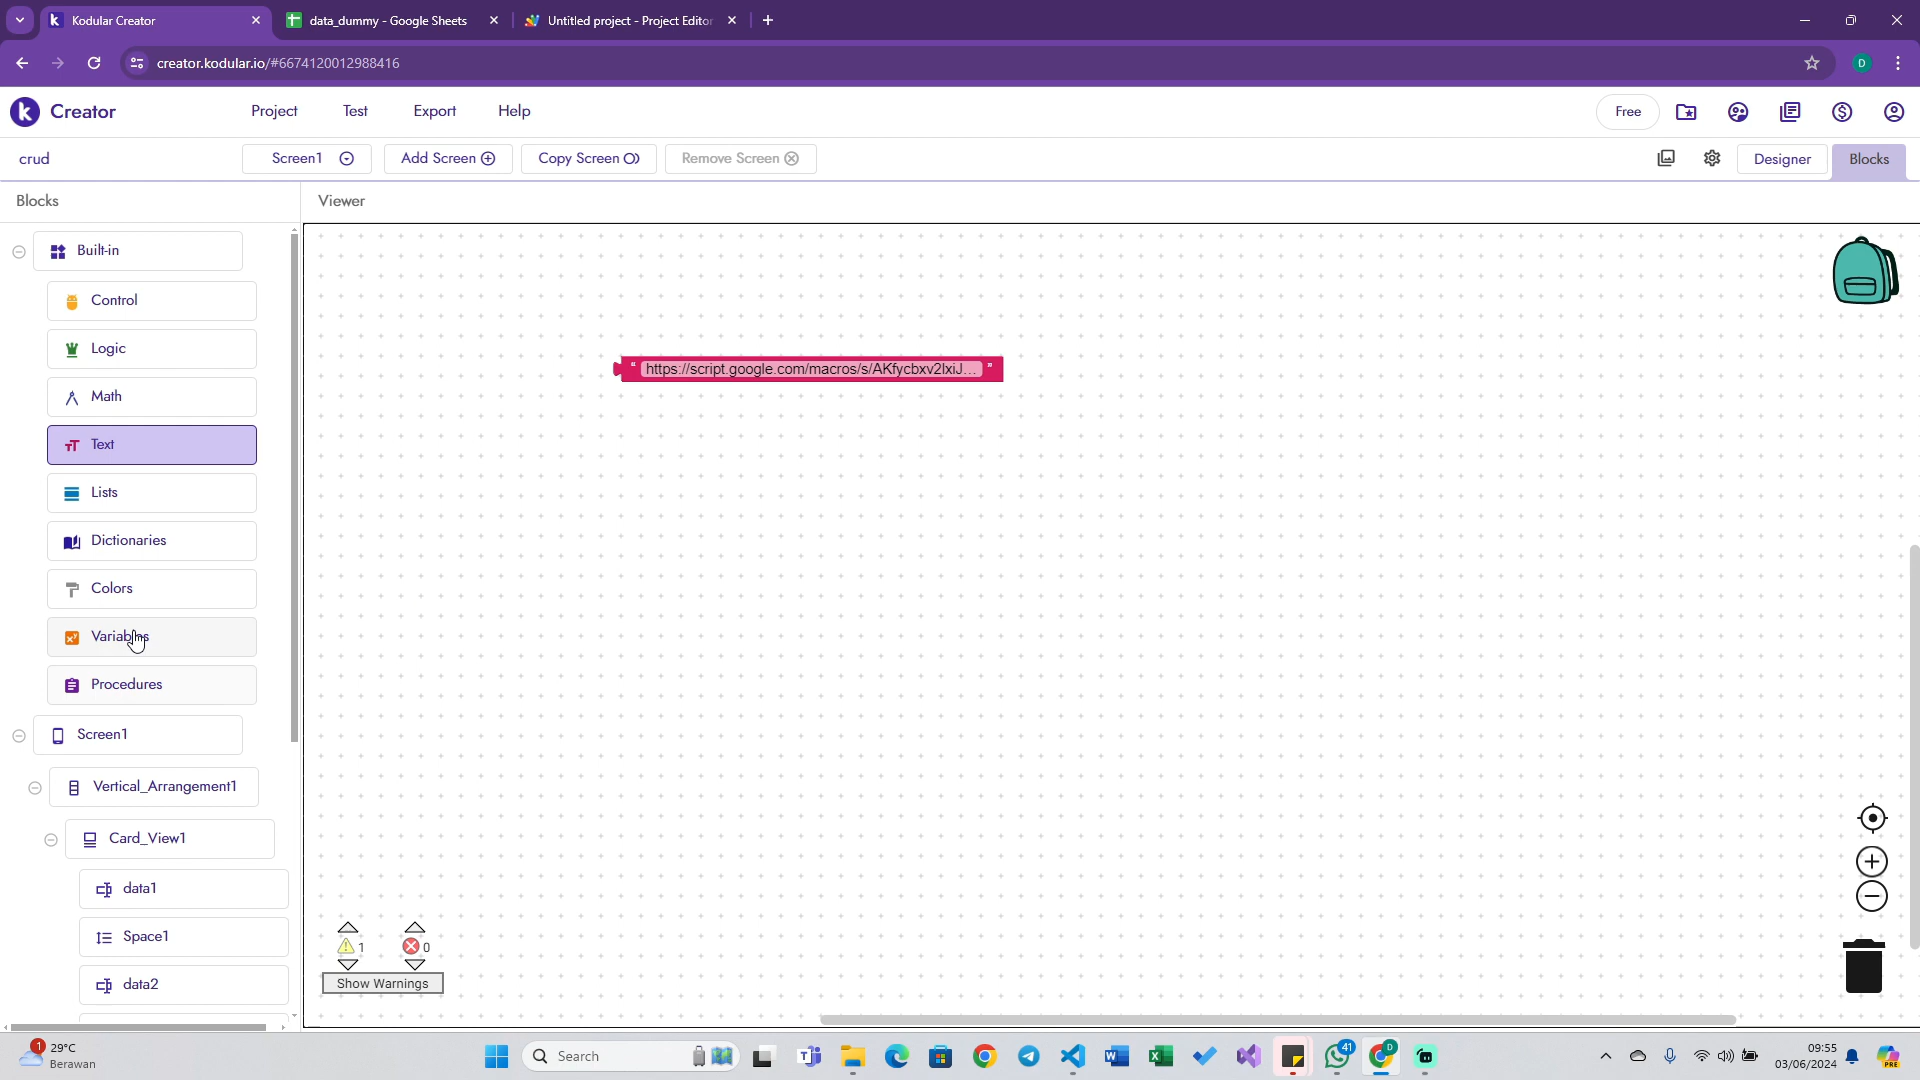 Kodular Creator
data_dummy - Google Sheets
Untitled project - Project Editor
creator.kodular.io/#6674120012988416
D
Creator
Project
Test
Export
Help
Free
crud
Screen1
Add Screen
Copy Screen
Remove Screen
Designer
Blocks
Blocks
Viewer
Built-in
Control
Logic
Math
Text
Lists
Dictionaries
Colors
Variables
Procedures
Screen1
Vertical_Arrangement1
Card_View1
data1
Space1
data2
“ https://script.google.com/macros/s/AKfycbxv2lxiJ... ”
1
0
Show Warnings
1
29°C
Berawan
Search
41
D
09:55
03/06/2024
PRE